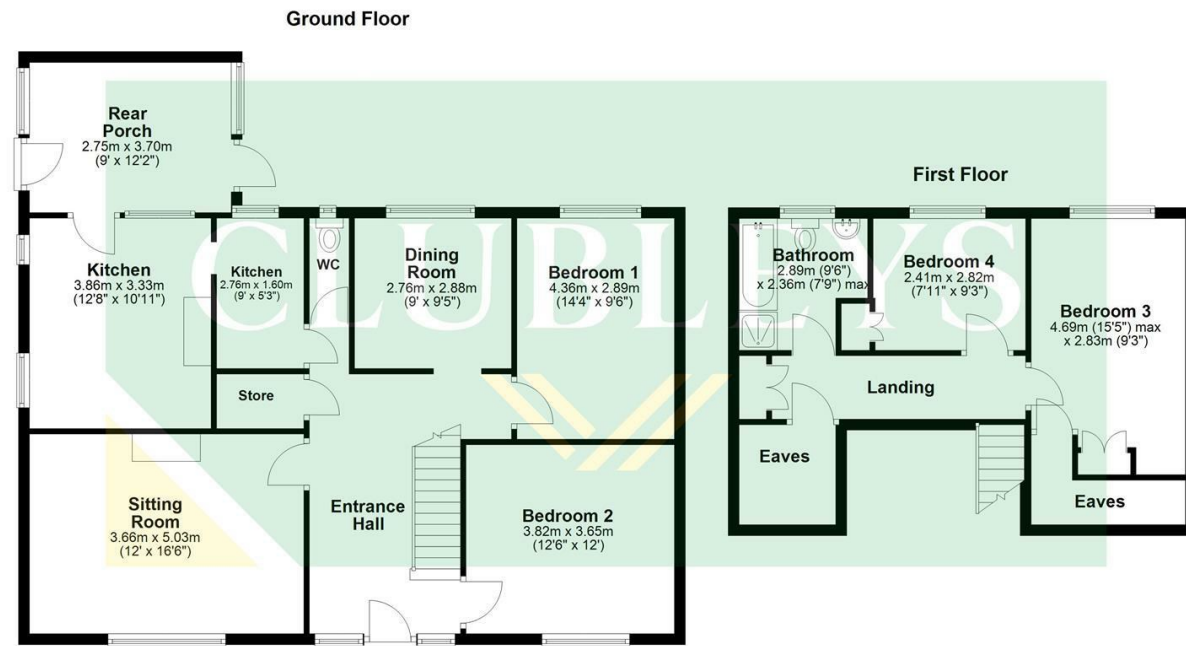 Ground Floor
Rear
Porch
2.75m x 3.70m
(9' x 12'2")
First Floor
CLUBLEYS
Kitchen
3.86m x 3.33m
(12'8" x 10'11")
Kitchen
2.76m x 1.60m
(9' x 5'3")
WC
Dining
Room
2.76m x 2.88m
(9' x 9'5")
Bedroom 1
4.36m x 2.89m
(14'4" x 9'6")
Bathroom
2.89m (9'6")
x 2.36m (7'9") max
Bedroom 4
2.41m x 2.82m
(7'11" x 9'3")
Bedroom 3
4.69m (15'5") max
x 2.83m (9'3")
Store
Landing
Sitting
Room
3.66m x 5.03m
(12' x 16'6")
Entrance
Hall
Bedroom 2
3.82m x 3.65m
(12'6" x 12')
Eaves
Eaves